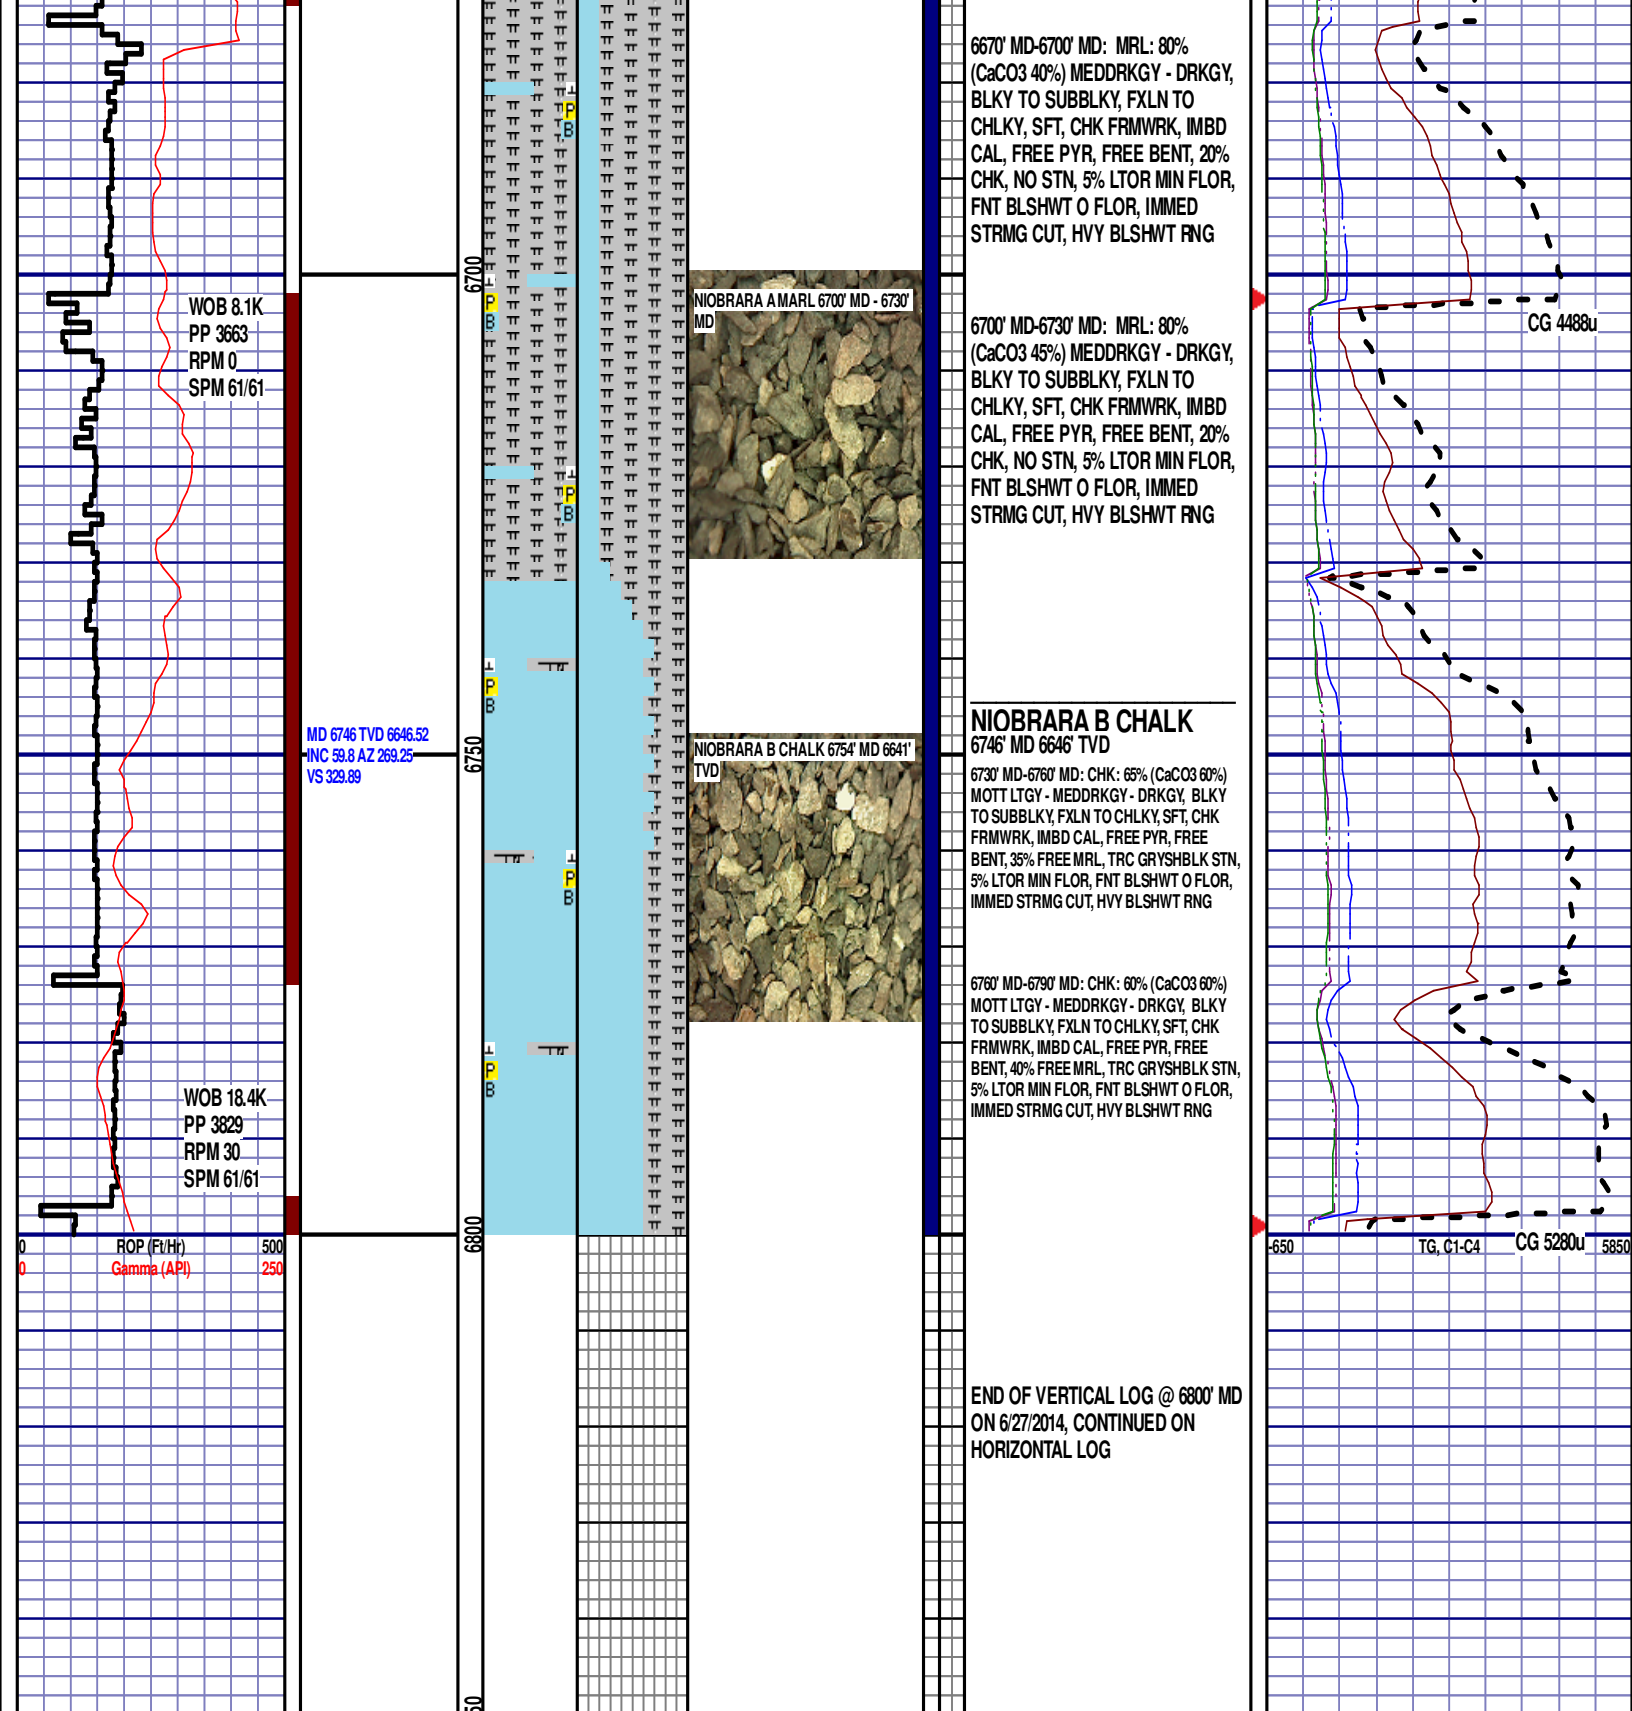 WOB 8.1K
PP 3663
RPM 0
SPM 61/61
WOB 18.4K
PP 3829
RPM 30
SPM 61/61
0 ROP (Ft/Hr) 500
0 Gamma (API) 250
MD 6746 TVD 6646.52
INC 59.8 AZ 269.25
VS 329.89
6700
6750
6800
P
B
P
B
P
B
P
B
P
B
P
B
NIOBRARA A MARL 6700' MD - 6730'
MD
NIOBRARA B CHALK 6754' MD 6641'
TVD
6670' MD-6700' MD: MRL: 80%
(CaCO3 40%) MEDDRKGY - DRKGY,
BLKY TO SUBBLKY, FXLN TO
CHLKY, SFT, CHK FRMWRK, IMBD
CAL, FREE PYR, FREE BENT, 20%
CHK, NO STN, 5% LTOR MIN FLOR,
FNT BLSHWT O FLOR, IMMED
STRMG CUT, HVY BLSHWT RNG
6700' MD-6730' MD: MRL: 80%
(CaCO3 45%) MEDDRKGY - DRKGY,
BLKY TO SUBBLKY, FXLN TO
CHLKY, SFT, CHK FRMWRK, IMBD
CAL, FREE PYR, FREE BENT, 20%
CHK, NO STN, 5% LTOR MIN FLOR,
FNT BLSHWT O FLOR, IMMED
STRMG CUT, HVY BLSHWT RNG
NIOBRARA B CHALK
6746' MD 6646' TVD
6730' MD-6760' MD: CHK: 65% (CaCO3 60%)
MOTT LTGY - MEDDRKGY - DRKGY, BLKY
TO SUBBLKY, FXLN TO CHLKY, SFT, CHK
FRMWRK, IMBD CAL, FREE PYR, FREE
BENT, 35% FREE MRL, TRC GRYSHBLK STN,
5% LTOR MIN FLOR, FNT BLSHWT O FLOR,
IMMED STRMG CUT, HVY BLSHWT RNG
6760' MD-6790' MD: CHK: 60% (CaCO3 60%)
MOTT LTGY - MEDDRKGY - DRKGY, BLKY
TO SUBBLKY, FXLN TO CHLKY, SFT, CHK
FRMWRK, IMBD CAL, FREE PYR, FREE
BENT, 40% FREE MRL, TRC GRYSHBLK STN,
5% LTOR MIN FLOR, FNT BLSHWT O FLOR,
IMMED STRMG CUT, HVY BLSHWT RNG
END OF VERTICAL LOG @ 6800' MD
ON 6/27/2014, CONTINUED ON
HORIZONTAL LOG
CG 4488u
CG 5280u
-650 TG, C1-C4 5850